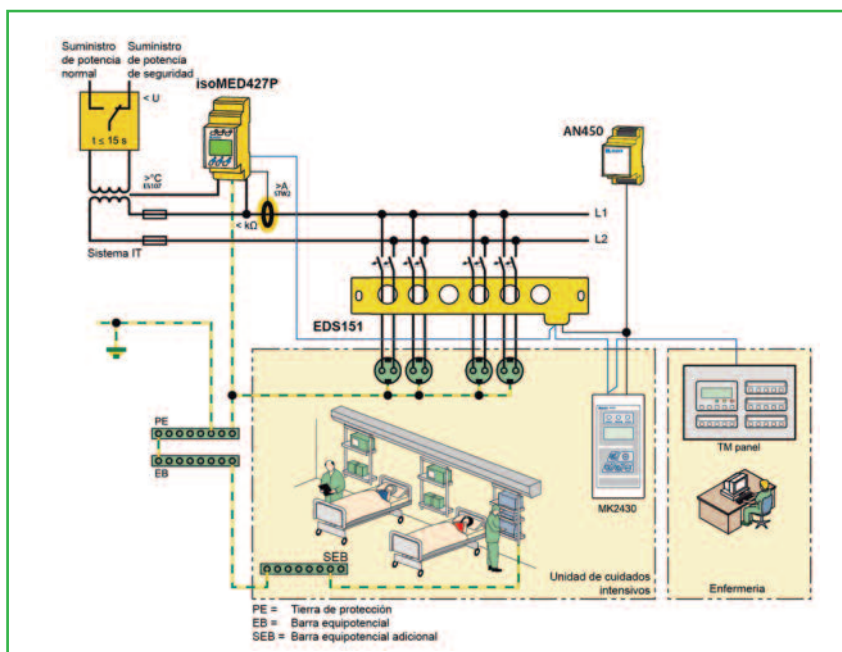 Suministro
de potencia
normal
Suministro
de potencia
de seguridad
< U
t ≤ 15 s
isoMED427P
AN450
>°C
ES107
>A
STW2
< kΩ
L1
L2
Sistema IT
EDS151
PE
EB
SEB
MK2430
TM panel
Unidad de cuidados
intensivos
Enfermeria
PE = Tierra de protección
EB = Barra equipotencial
SEB = Barra equipotencial adicional